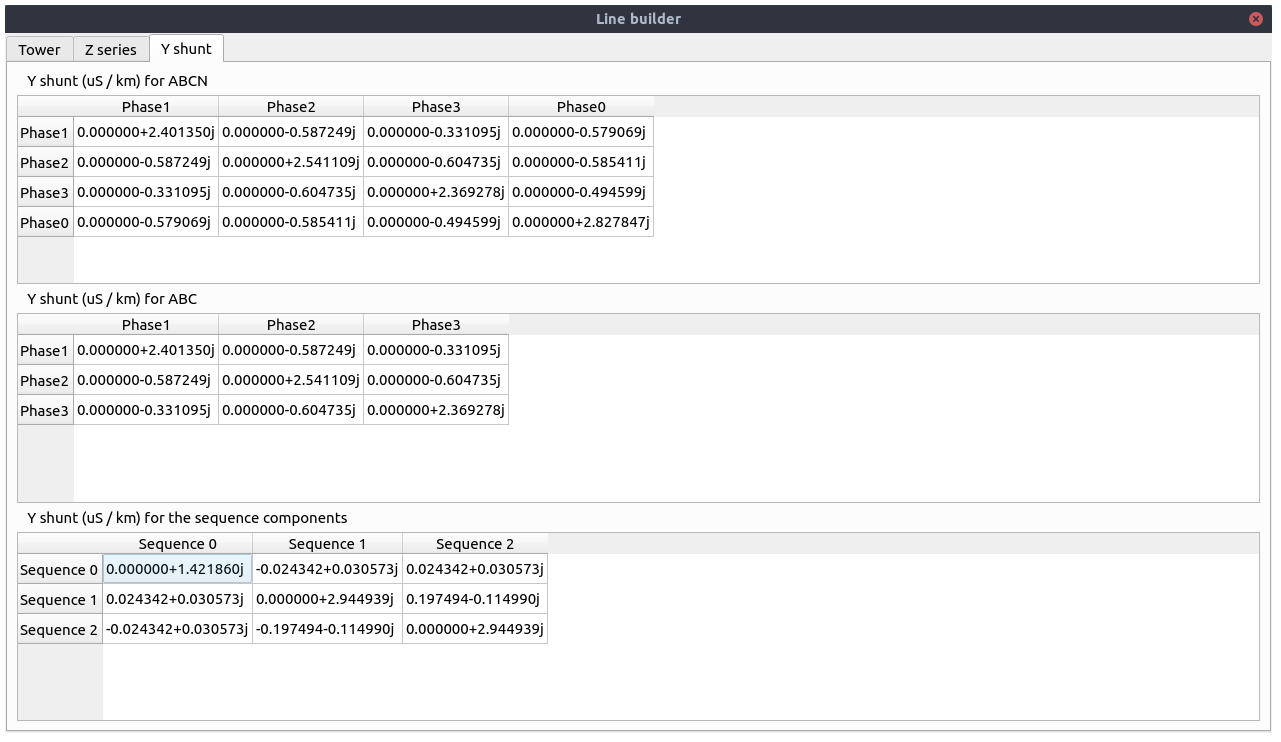 Line builder
Tower Z series Y shunt
Y shunt (uS / km) for ABCN
Phase1 Phase2 Phase3 Phase0
Phase1 0.000000+2.401350j 0.000000-0.587249j 0.000000-0.331095j 0.000000-0.579069j
Phase2 0.000000-0.587249j 0.000000+2.541109j 0.000000-0.604735j 0.000000-0.585411j
Phase3 0.000000-0.331095j 0.000000-0.604735j 0.000000+2.369278j 0.000000-0.494599j
Phase0 0.000000-0.579069j 0.000000-0.585411j 0.000000-0.494599j 0.000000+2.827847j
Y shunt (uS / km) for ABC
Phase1 Phase2 Phase3
Phase1 0.000000+2.401350j 0.000000-0.587249j 0.000000-0.331095j
Phase2 0.000000-0.587249j 0.000000+2.541109j 0.000000-0.604735j
Phase3 0.000000-0.331095j 0.000000-0.604735j 0.000000+2.369278j
Y shunt (uS / km) for the sequence components
Sequence 0 Sequence 1 Sequence 2
Sequence 0 0.000000+1.421860j -0.024342+0.030573j 0.024342+0.030573j
Sequence 1 0.024342+0.030573j 0.000000+2.944939j 0.197494-0.114990j
Sequence 2 -0.024342+0.030573j -0.197494-0.114990j 0.000000+2.944939j